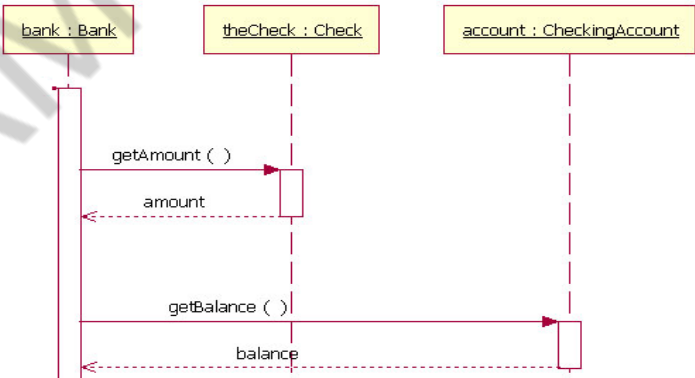 bank : Bank
theCheck : Check
account : CheckingAccount
getAmount ( )
amount
getBalance ( )
balance